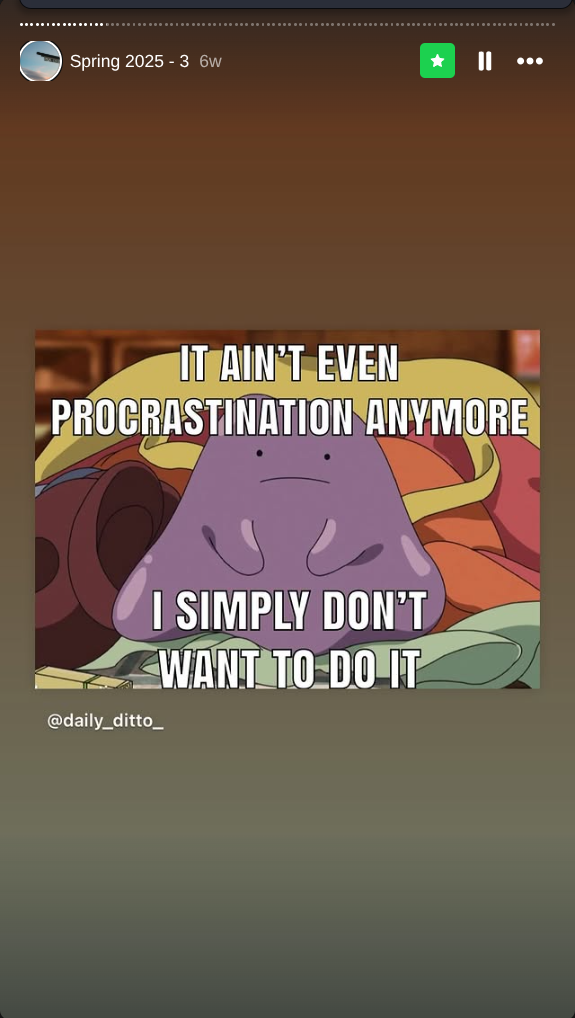 Spring 2025 - 3 6w
IT AIN'T EVEN
PROCRASTINATION ANYMORE
I SIMPLY DON'T
WANT TO DO IT
@daily_ditto_